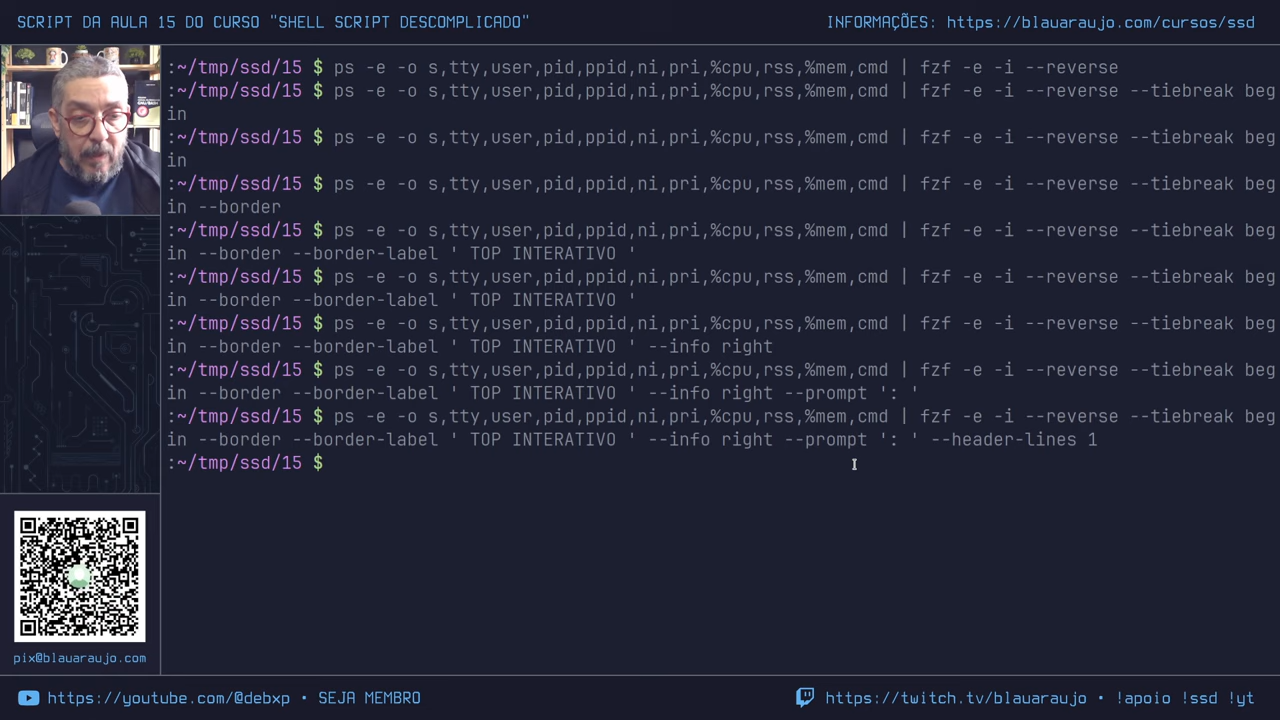 SCRIPT DA AULA 15 DO CURSO "SHELL SCRIPT DESCOMPLICADO"
INFORMAÇÕES: https://blauaraujo.com/cursos/ssd
:~/tmp/ssd/15 $ ps -e -o s,tty,user,pid,ppid,ni,pri,%cpu,rss,%mem,cmd | fzf -e -i --reverse
:~/tmp/ssd/15 $ ps -e -o s,tty,user,pid,ppid,ni,pri,%cpu,rss,%mem,cmd | fzf -e -i --reverse --tiebreak beg
in
:~/tmp/ssd/15 $ ps -e -o s,tty,user,pid,ppid,ni,pri,%cpu,rss,%mem,cmd | fzf -e -i --reverse --tiebreak beg
in
:~/tmp/ssd/15 $ ps -e -o s,tty,user,pid,ppid,ni,pri,%cpu,rss,%mem,cmd | fzf -e -i --reverse --tiebreak beg
in --border
:~/tmp/ssd/15 $ ps -e -o s,tty,user,pid,ppid,ni,pri,%cpu,rss,%mem,cmd | fzf -e -i --reverse --tiebreak beg
in --border --border-label ' TOP INTERATIVO '
:~/tmp/ssd/15 $ ps -e -o s,tty,user,pid,ppid,ni,pri,%cpu,rss,%mem,cmd | fzf -e -i --reverse --tiebreak beg
in --border --border-label ' TOP INTERATIVO '
:~/tmp/ssd/15 $ ps -e -o s,tty,user,pid,ppid,ni,pri,%cpu,rss,%mem,cmd | fzf -e -i --reverse --tiebreak beg
in --border --border-label ' TOP INTERATIVO ' --info right
:~/tmp/ssd/15 $ ps -e -o s,tty,user,pid,ppid,ni,pri,%cpu,rss,%mem,cmd | fzf -e -i --reverse --tiebreak beg
in --border --border-label ' TOP INTERATIVO ' --info right --prompt ': '
:~/tmp/ssd/15 $ ps -e -o s,tty,user,pid,ppid,ni,pri,%cpu,rss,%mem,cmd | fzf -e -i --reverse --tiebreak beg
in --border --border-label ' TOP INTERATIVO ' --info right --prompt ': ' --header-lines 1
:~/tmp/ssd/15 $
pix@blauaraujo.com
https://youtube.com/@debxp • SEJA MEMBRO
https://twitch.tv/blauaraujo • !apoio !ssd !yt